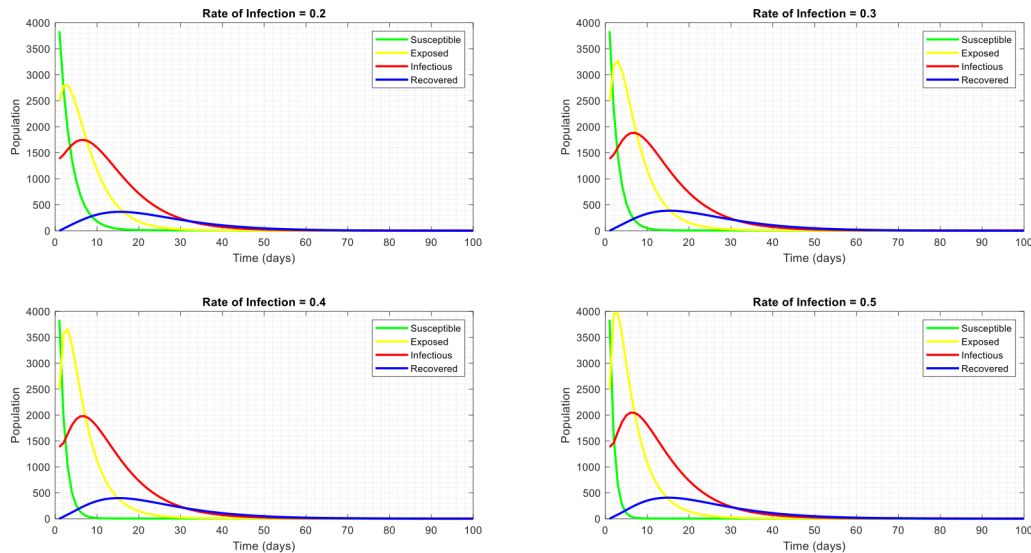 Rate of Infection = 0.2
4000
3500
3000
2500
2000
1500
1000
500
0
Population
Susceptible
Exposed
Infectious
Recovered
0 10 20 30 40 50 60 70 80 90 100
Time (days)
Rate of Infection = 0.3
4000
3500
3000
2500
2000
1500
1000
500
0
Population
Susceptible
Exposed
Infectious
Recovered
0 10 20 30 40 50 60 70 80 90 100
Time (days)
Rate of Infection = 0.4
4000
3500
3000
2500
2000
1500
1000
500
0
Population
Susceptible
Exposed
Infectious
Recovered
0 10 20 30 40 50 60 70 80 90 100
Time (days)
Rate of Infection = 0.5
4000
3500
3000
2500
2000
1500
1000
500
0
Population
Susceptible
Exposed
Infectious
Recovered
0 10 20 30 40 50 60 70 80 90 100
Time (days)